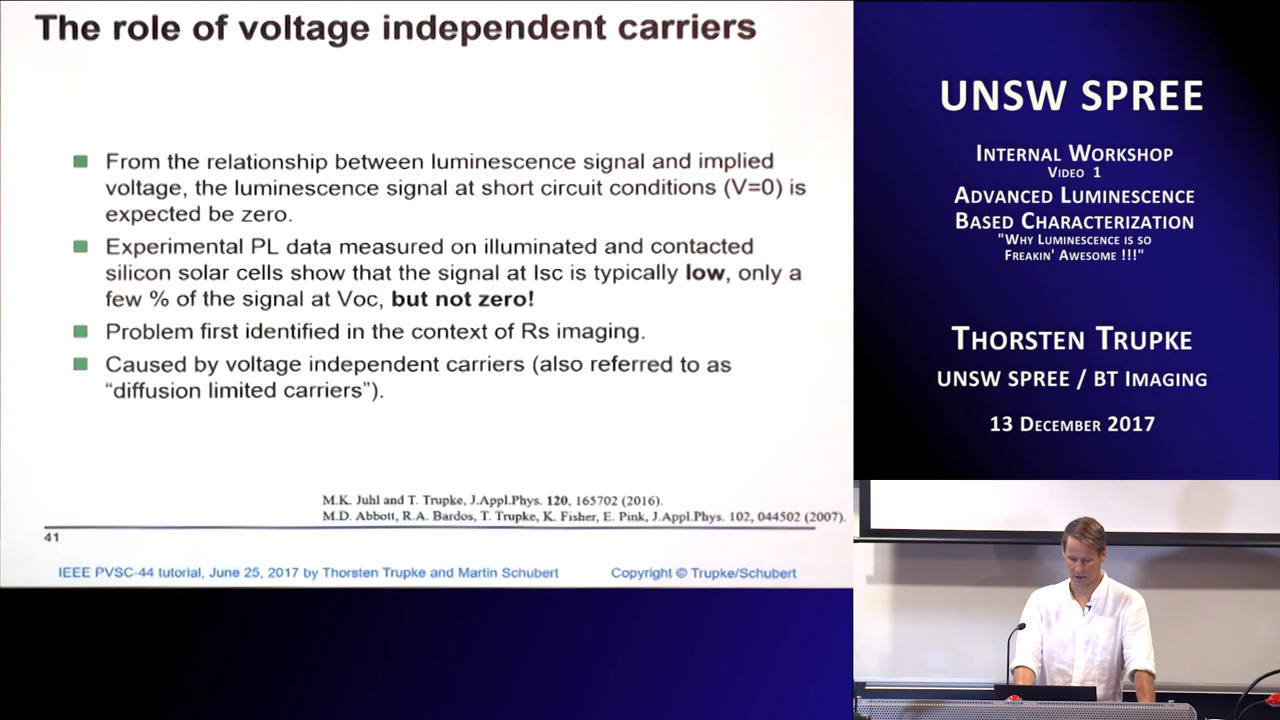 The role of voltage independent carriers
From the relationship between luminescence signal and implied
voltage, the luminescence signal at short circuit conditions (V=0) is
expected be zero.
Experimental PL data measured on illuminated and contacted
silicon solar cells show that the signal at Isc is typically low, only a
few % of the signal at Voc, but not zero!
Problem first identified in the context of Rs imaging.
Caused by voltage independent carriers (also referred to as
“diffusion limited carriers”).
M.K. Juhl and T. Trupke, J.Appl.Phys. 120, 165702 (2016).
M.D. Abbott, R.A. Bardos, T. Trupke, K. Fisher, E. Pink, J.Appl.Phys. 102, 044502 (2007).
41
IEEE PVSC-44 tutorial, June 25, 2017 by Thorsten Trupke and Martin Schubert
Copyright © Trupke/Schubert
UNSW SPREE
Internal Workshop
Video 1
Advanced Luminescence
Based Characterization
"Why Luminescence is so
Freakin' Awesome !!!"
Thorsten Trupke
UNSW SPREE / BT Imaging
13 December 2017